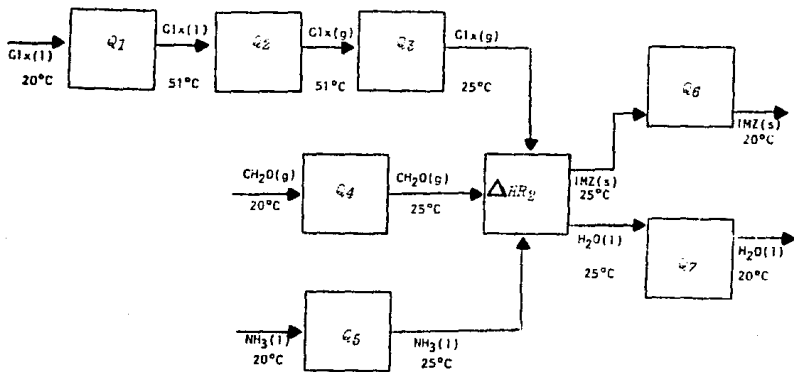 Glx(l)
20°C
Q1
Glx(l)
51°C
Q2
Glx(g)
51°C
Q3
Glx(g)
25°C
CH2O(g)
20°C
Q4
CH2O(g)
25°C
ΔHR2
IMZ(s)
25°C
Q6
IMZ(s)
20°C
H2O(l)
25°C
Q7
H2O(l)
20°C
NH3(l)
20°C
Q5
NH3(l)
25°C